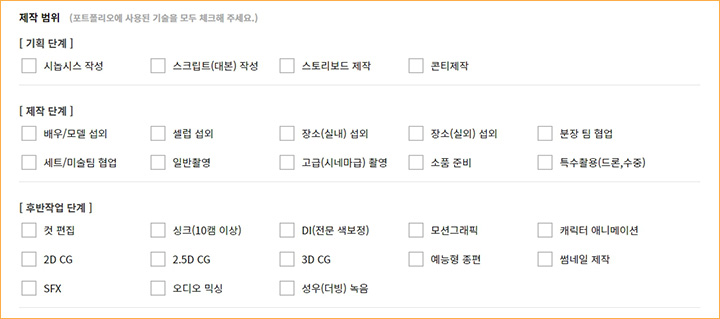 제작 범위 (포트폴리오에 사용된 기술을 모두 체크해 주세요.)
[ 기획 단계 ]
시놉시스 작성 스크립트(대본) 작성 스토리보드 제작 콘티제작
[ 제작 단계 ]
배우/모델 섭외 셀럽 섭외 장소(실내) 섭외 장소(실외) 섭외 분장 팀 협업
세트/미술팀 협업 일반촬영 고급(시네마급) 촬영 소품 준비 특수활용(드론,수중)
[ 후반작업 단계 ]
컷 편집 싱크(10캠 이상) DI(전문 색보정) 모션그래픽 캐릭터 애니메이션
2D CG 2.5D CG 3D CG 예능형 종편 썸네일 제작
SFX 오디오 믹싱 성우(더빙) 녹음